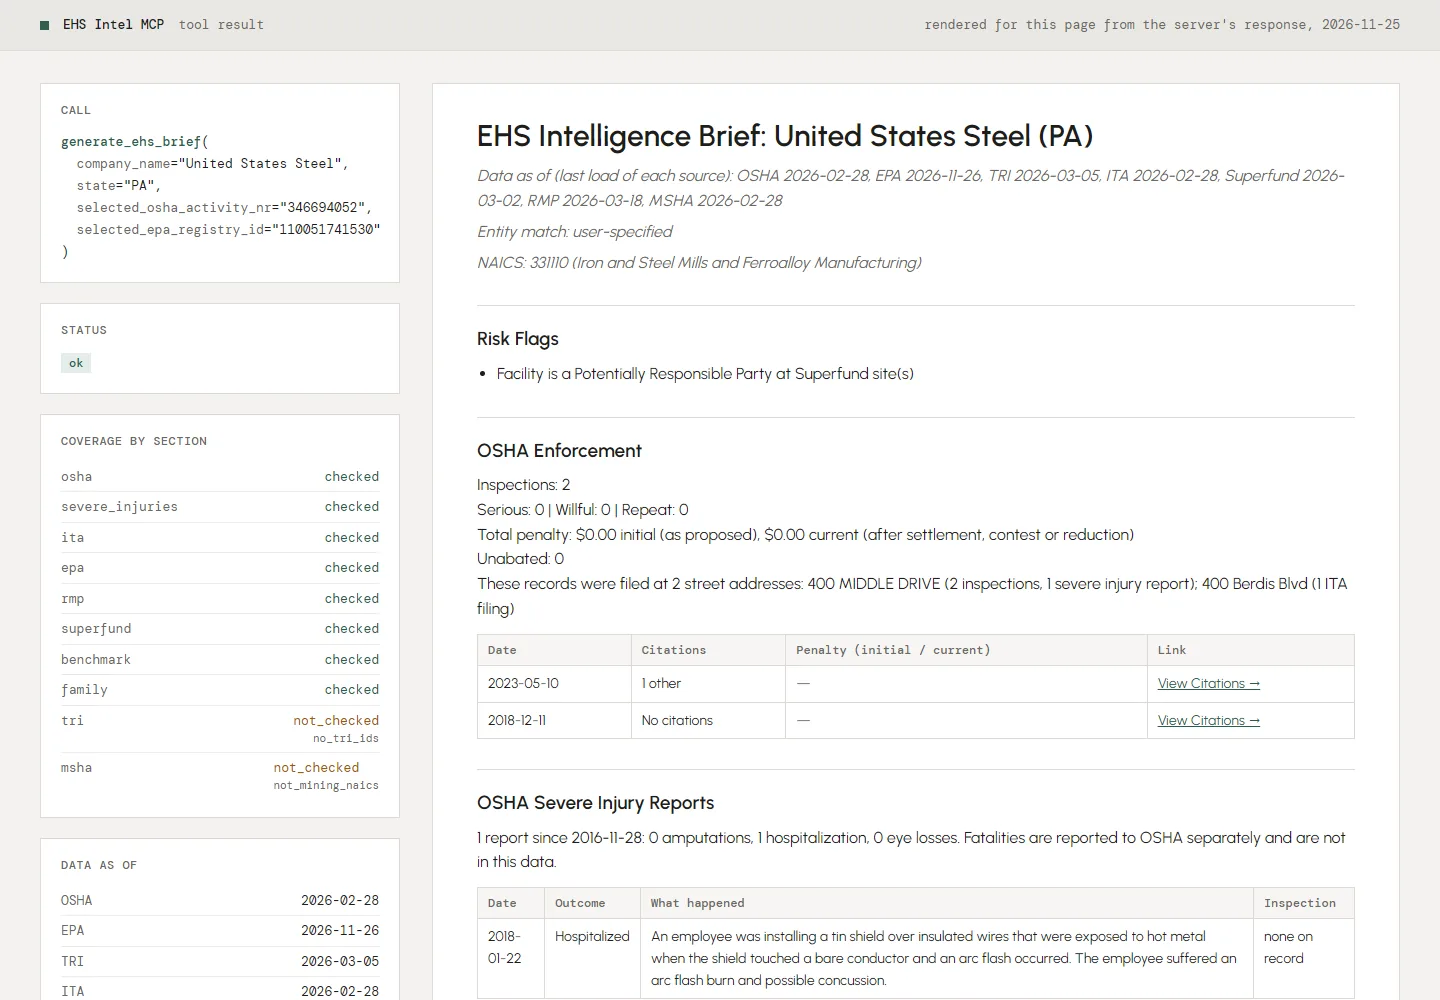 EHS Intel MCP tool result
rendered for this page from the server's response, 2026-11-25
CALL
generate_ehs_brief(
company_name="United States Steel",
state="PA",
selected_osha_activity_nr="346694052",
selected_epa_registry_id="110051741530"
)
STATUS
ok
COVERAGE BY SECTION
osha checked
severe_injuries checked
ita checked
epa checked
rmp checked
superfund checked
benchmark checked
family checked
tri not_checked
no_tri_ids
msha not_checked
not_mining_naics
DATA AS OF
OSHA 2026-02-28
EPA 2026-11-26
TRI 2026-03-05
ITA 2026-02-28
EHS Intelligence Brief: United States Steel (PA)
Data as of (last load of each source): OSHA 2026-02-28, EPA 2026-11-26, TRI 2026-03-05, ITA 2026-02-28, Superfund 2026-
03-02, RMP 2026-03-18, MSHA 2026-02-28
Entity match: user-specified
NAICS: 331110 (Iron and Steel Mills and Ferroalloy Manufacturing)
Risk Flags
• Facility is a Potentially Responsible Party at Superfund site(s)
OSHA Enforcement
Inspections: 2
Serious: 0 | Willful: 0 | Repeat: 0
Total penalty: $0.00 initial (as proposed), $0.00 current (after settlement, contest or reduction)
Unabated: 0
These records were filed at 2 street addresses: 400 MIDDLE DRIVE (2 inspections, 1 severe injury report); 400 Berdis Blvd (1 ITA
filing)
Date Citations Penalty (initial / current) Link
2023-05-10 1 other — View Citations →
2018-12-11 No citations — View Citations →
OSHA Severe Injury Reports
1 report since 2016-11-28: 0 amputations, 1 hospitalization, 0 eye losses. Fatalities are reported to OSHA separately and are not
in this data.
Date Outcome What happened Inspection
2018- Hospitalized An employee was installing a tin shield over insulated wires that were exposed to hot metal none on
01-22 when the shield touched a bare conductor and an arc flash occurred. The employee suffered an record
arc flash burn and possible concussion.